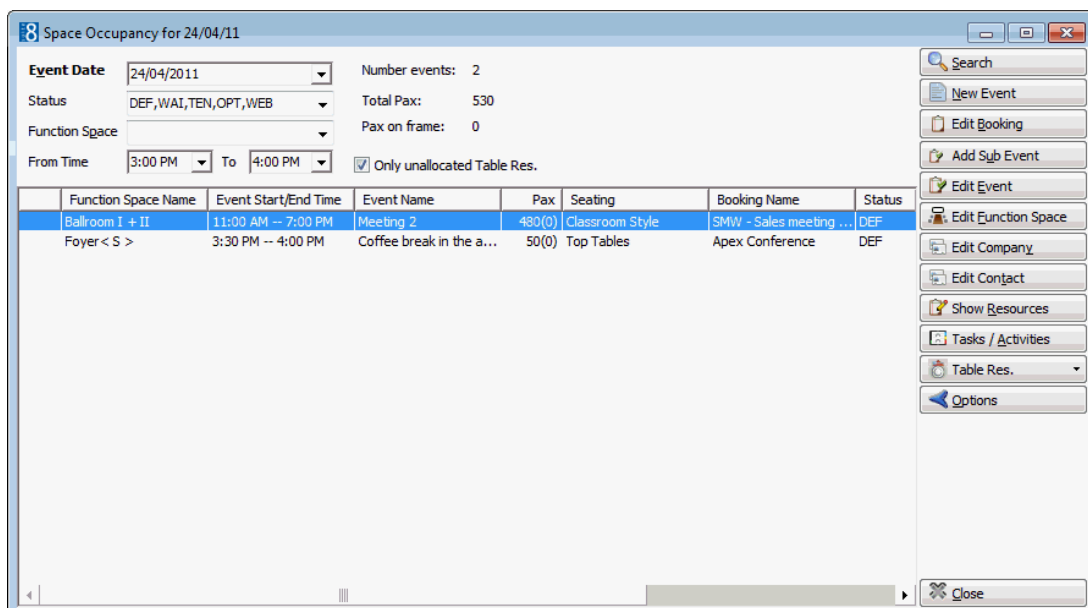 Space Occupancy for 24/04/11
Event Date 24/04/2011 Number events: 2
Status DEF,WAI,TEN,OPT,WEB Total Pax: 530
Function Space Pax on frame: 0
From Time 3:00 PM To 4:00 PM Only unallocated Table Res.
Function Space Name Event Start/End Time Event Name Pax Seating Booking Name Status
Ballroom I + II 11:00 AM -- 7:00 PM Meeting 2 480(0) Classroom Style SMW - Sales meeting ... DEF
Foyer< S > 3:30 PM -- 4:00 PM Coffee break in the a... 50(0) Top Tables Apex Conference DEF
Search
New Event
Edit Booking
Add Sub Event
Edit Event
Edit Function Space
Edit Company
Edit Contact
Show Resources
Tasks / Activities
Table Res.
Options
Close